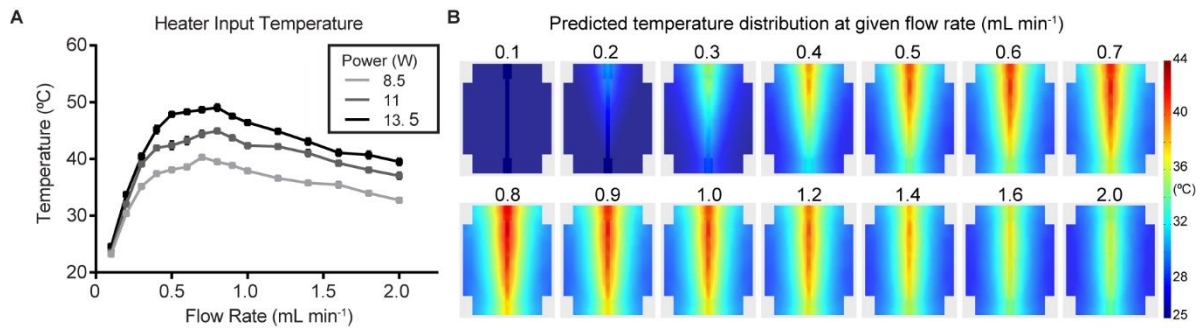 A
Heater Input Temperature
Temperature (ºC)
60
50
40
30
20
Power (W)
8.5
11
13. 5
0 0.5 1.0 1.5 2.0
Flow Rate (mL min-1)
B
Predicted temperature distribution at given flow rate (mL min-1)
0.1 0.2 0.3 0.4 0.5 0.6 0.7
0.8 0.9 1.0 1.2 1.4 1.6 2.0
44
40
36
(ºC)
32
28
25